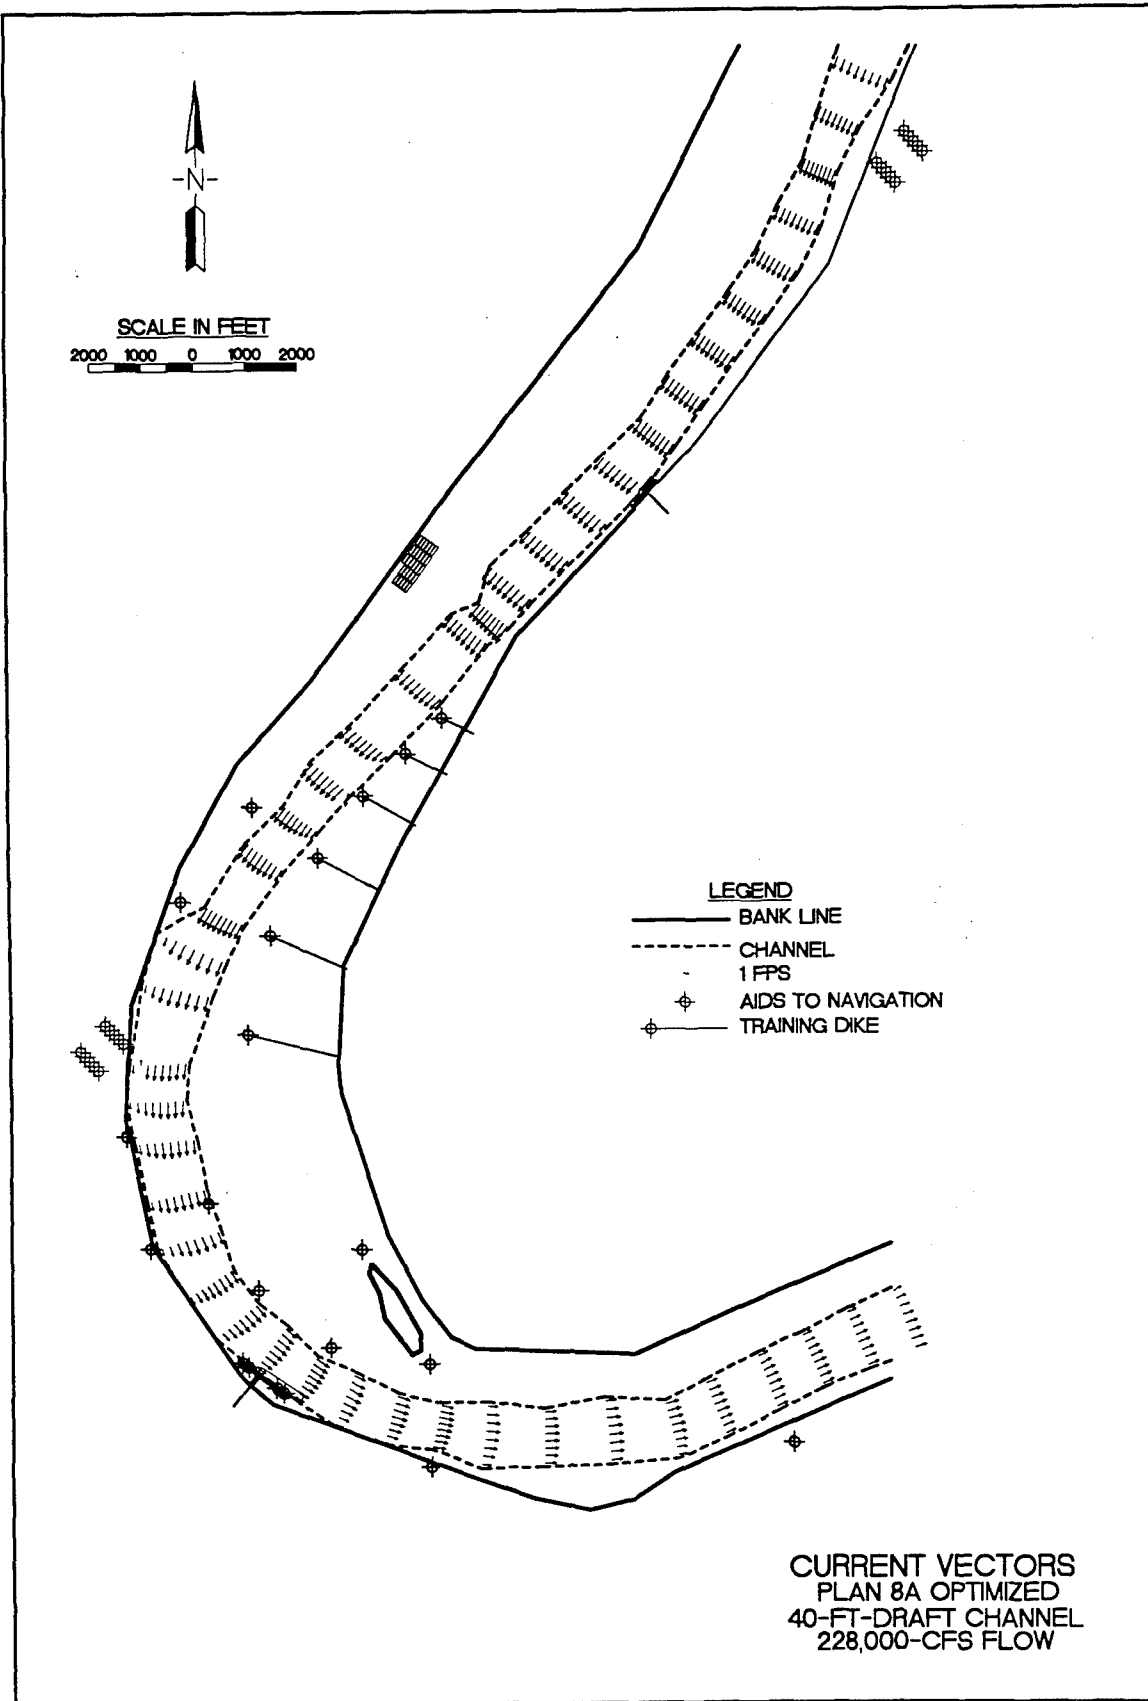 N
SCALE IN FEET
2000 1000 0 1000 2000
LEGEND
BANK LINE
CHANNEL
1 FPS
AIDS TO NAVIGATION
TRAINING DIKE
CURRENT VECTORS
PLAN 8A OPTIMIZED
40-FT-DRAFT CHANNEL
228,000-CFS FLOW